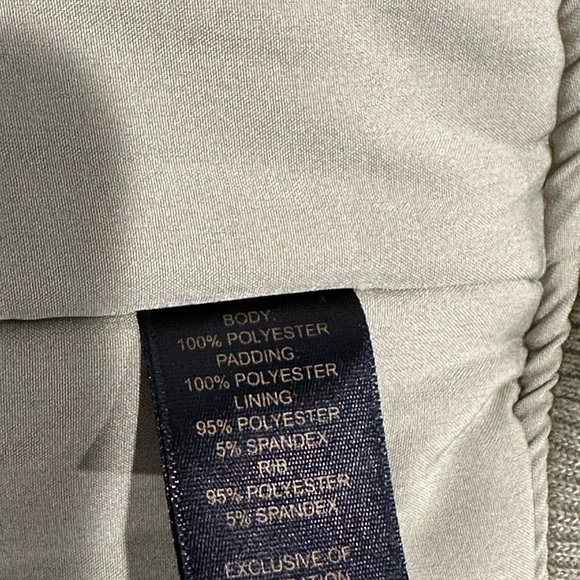 BODY:
100% POLYESTER
PADDING:
100% POLYESTER
LINING:
95% POLYESTER
5% SPANDEX
RIB:
95% POLYESTER
5% SPANDEX
EXCLUSIVE OF